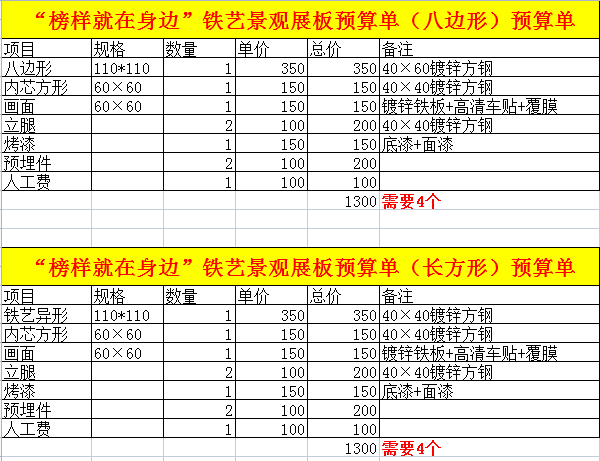 “榜样就在身边”铁艺景观展板预算单（八边形）预算单
项目 规格 数量 单价 总价 备注
八边形 110*110 1 350 350 40×60镀锌方钢
内芯方形 60×60 1 150 150 40×40镀锌方钢
画面 60×60 1 150 150 镀锌铁板+高清车贴+覆膜
立腿 2 100 200 40×40镀锌方钢
烤漆 1 150 150 底漆+面漆
预埋件 2 100 200
人工费 1 100 100
1300 需要4个
“榜样就在身边”铁艺景观展板预算单（长方形）预算单
项目 规格 数量 单价 总价 备注
铁艺异形 110*110 1 350 350 40×40镀锌方钢
内芯方形 60×60 1 150 150 40×40镀锌方钢
画面 60×60 1 150 150 镀锌铁板+高清车贴+覆膜
立腿 2 100 200 40×40镀锌方钢
烤漆 1 150 150 底漆+面漆
预埋件 2 100 200
人工费 1 100 100
1300 需要4个